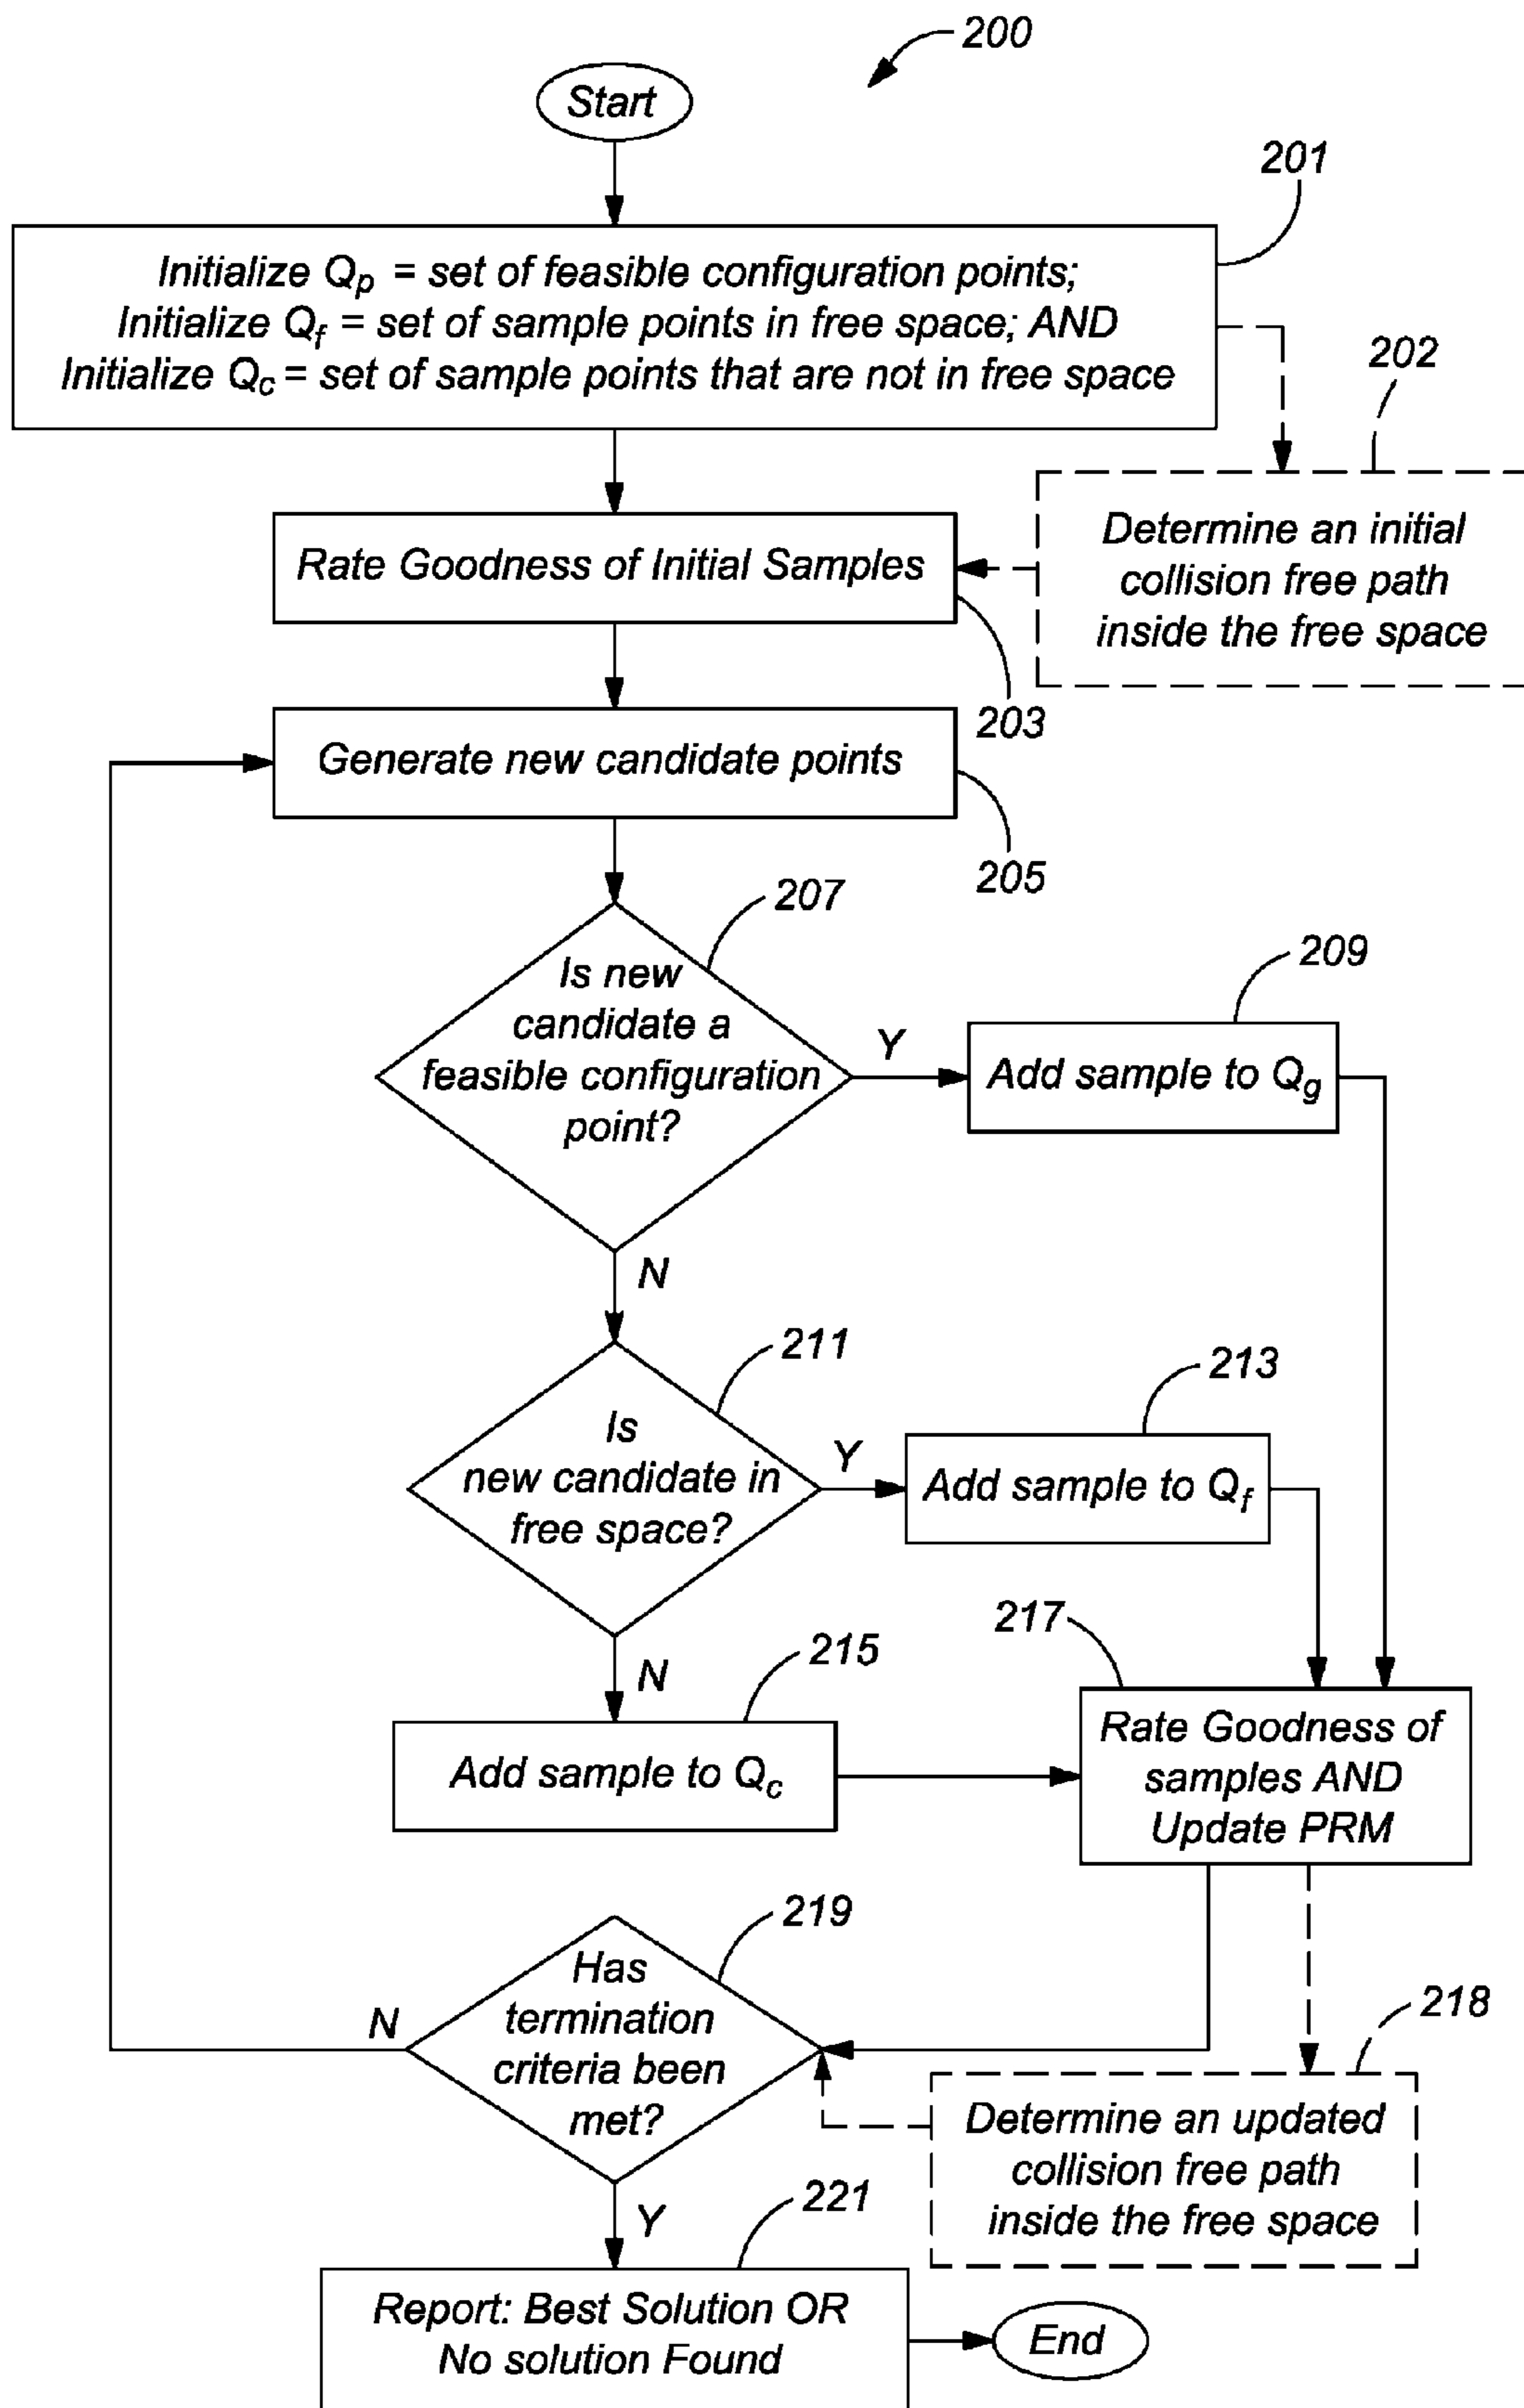 200
Start
201
Initialize Qp = set of feasible configuration points;
Initialize Qf = set of sample points in free space; AND
Initialize Qc = set of sample points that are not in free space
202
Determine an initial
collision free path
inside the free space
Rate Goodness of Initial Samples
203
Generate new candidate points
205
207
Is new
candidate a
feasible configuration
point?
Y
209
Add sample to Qg
N
211
Is
new candidate in
free space?
Y
213
Add sample to Qf
N
215
Add sample to Qc
217
Rate Goodness of
samples AND
Update PRM
219
Has
termination
criteria been
met?
N
218
Determine an updated
collision free path
inside the free space
Y
221
Report: Best Solution OR
No solution Found
End